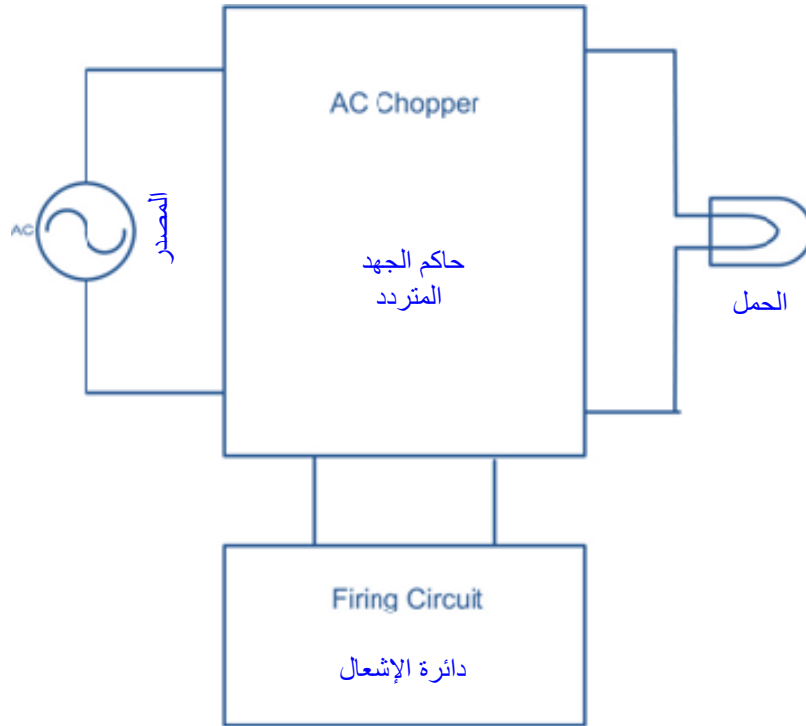 AC Chopper
AC
المصدر
حاكم الجهد
المتردد
الحمل
Firing Circuit
دائرة الإشعال